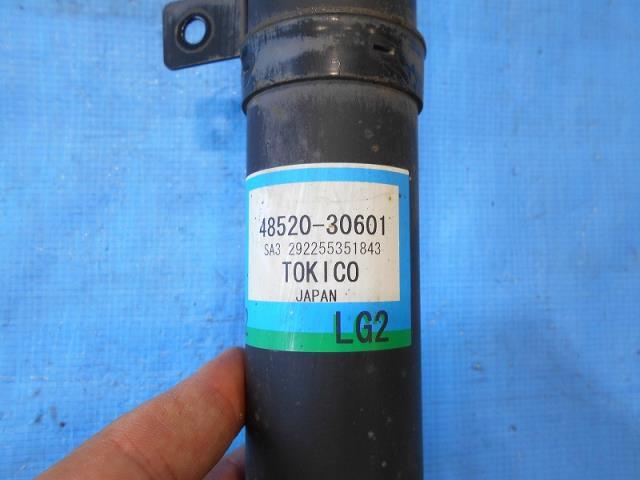 48520-30601
SA3 292255351843
TOKICO
JAPAN
LG2